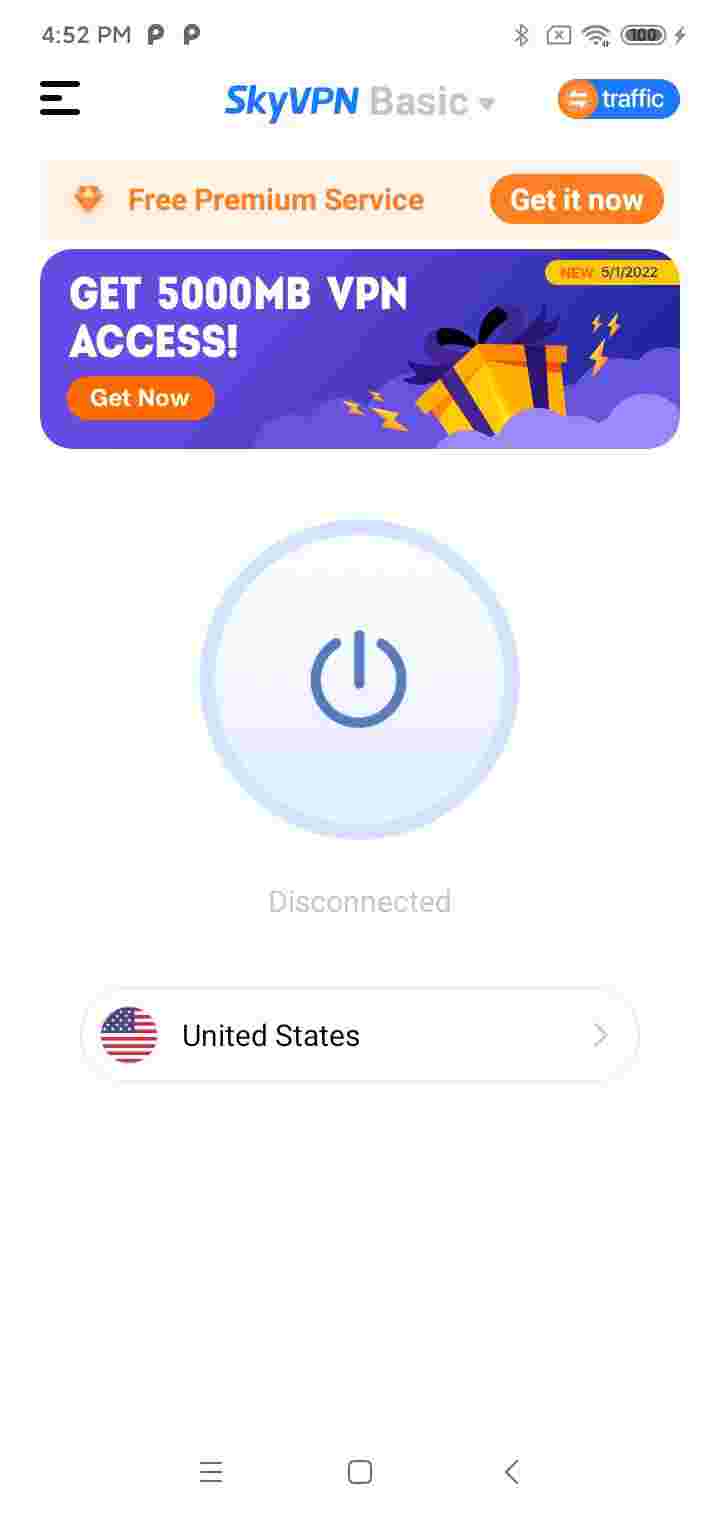 4:52 PM
100
SkyVPN Basic
traffic
Free Premium Service
Get it now
NEW 5/1/2022
GET 5000MB VPN
ACCESS!
Get Now
Disconnected
United States